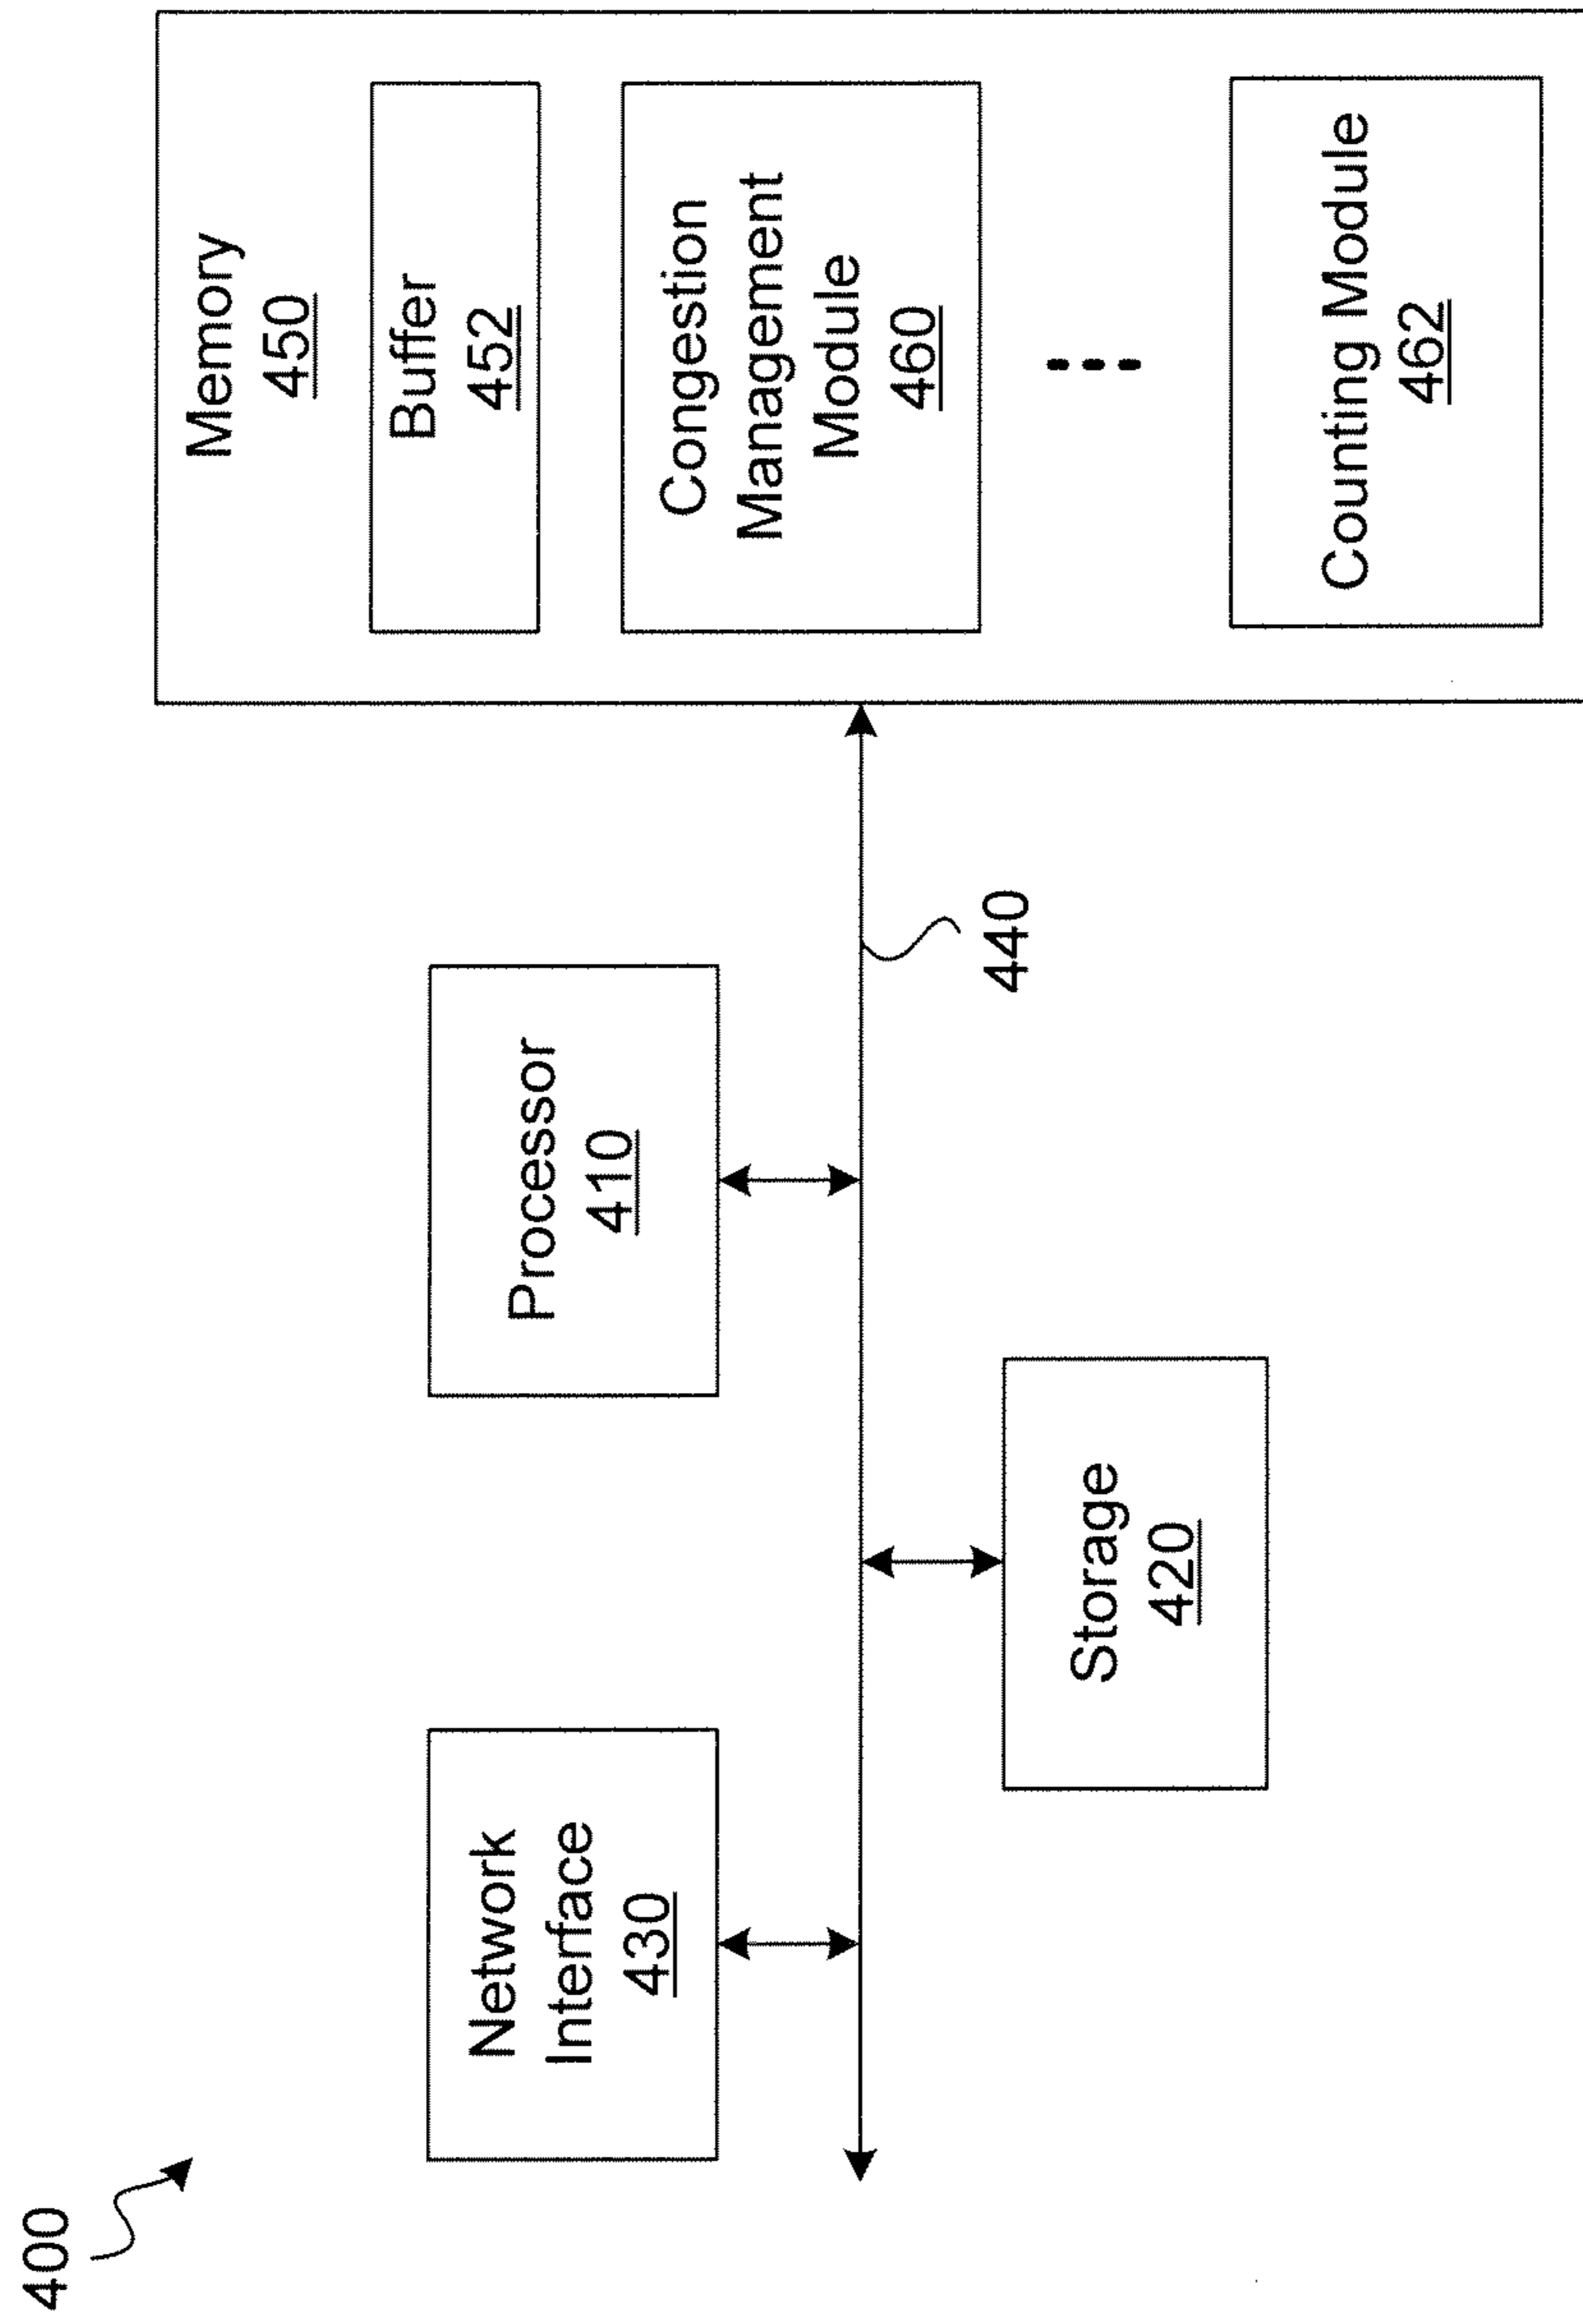 400
Network
Interface
430
Processor
410
Storage
420
440
Memory
450
Buffer
452
Congestion
Management
Module
460
Counting Module
462